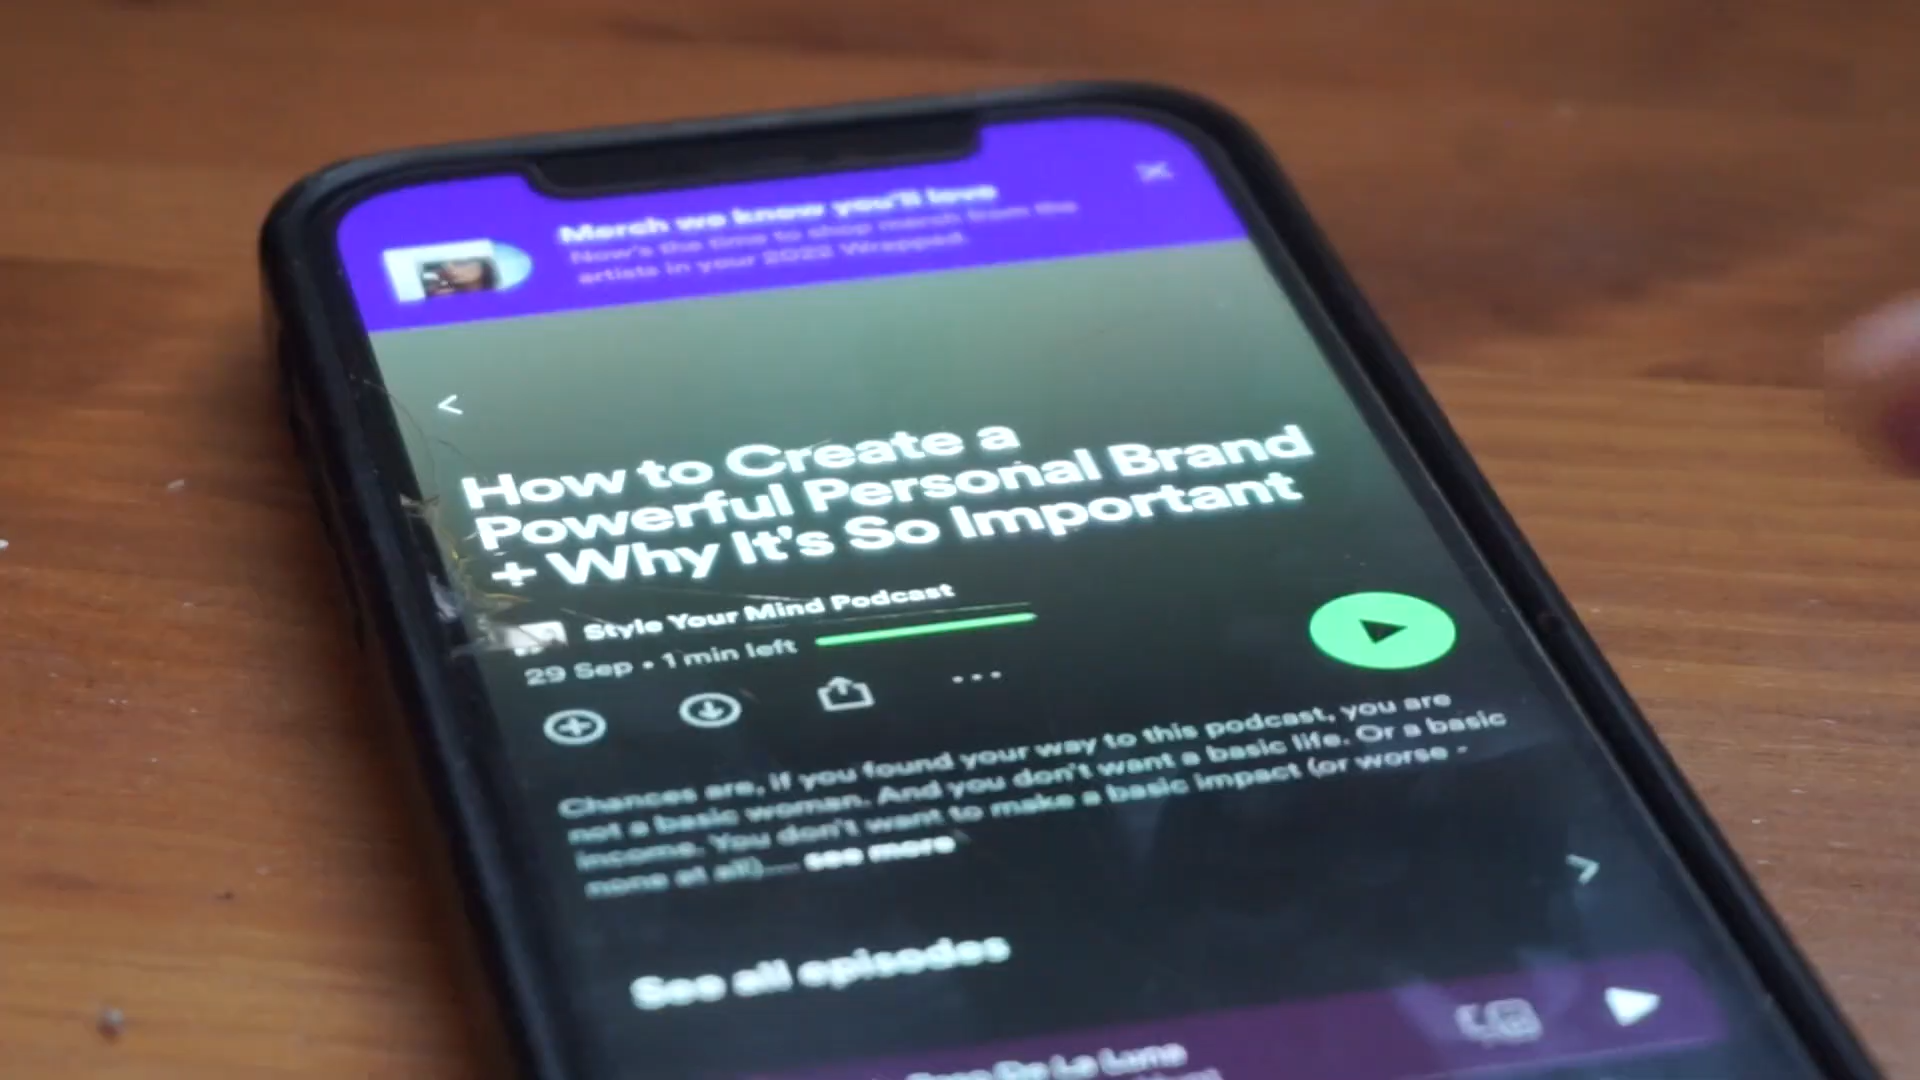 Merch we know you'll love
Now's the time to shop merch from the
artists in your 2022 Wrapped.
How to Create a
Powerful Personal Brand
+ Why It's So Important
Style Your Mind Podcast
29 Sep • 1 min left
Chances are, if you found your way to this podcast, you are
not a basic woman. And you don't want a basic life. Or a basic
income. You don't want to make a basic impact (or worse -
none at all).... see more
See all episodes
De La Luna